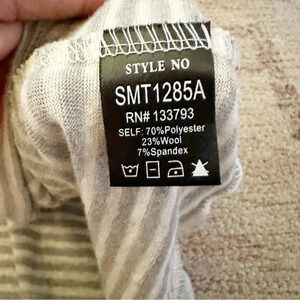 STYLE NO
SMT1285A
RN# 133793
SELF: 70%Polyester
23%Wool
7%Spandex